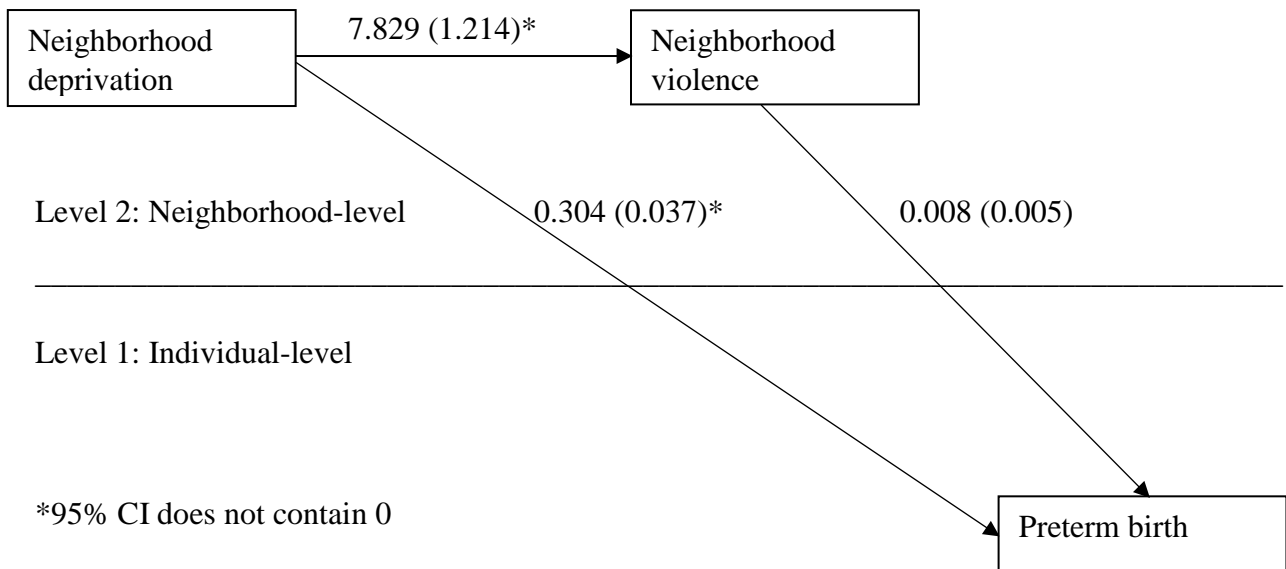 7.829 (1.214)*
Neighborhood
deprivation
Neighborhood
violence
Level 2: Neighborhood-level
0.304 (0.037)*
0.008 (0.005)
Level 1: Individual-level
*95% CI does not contain 0
Preterm birth